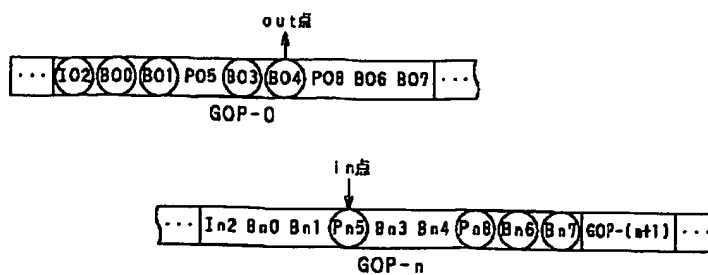 out点
··· I02 B00 B01 P05 B03 B04 P08 B06 B07 ···
GOP-0
in点
··· In2 Bn0 Bn1 Pn5 Bn3 Bn4 Pn8 Bn6 Bn7 GOP-(n+1) ···
GOP-n